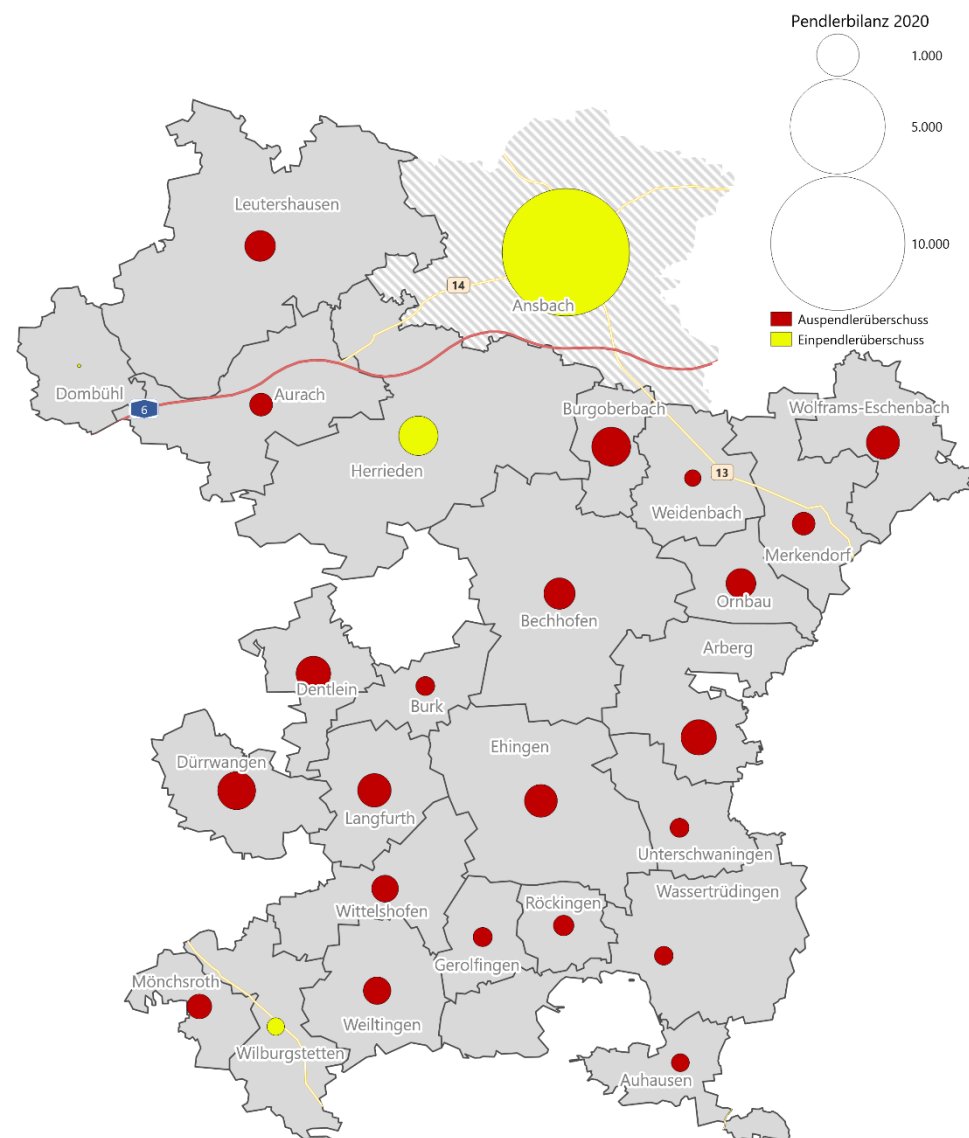 Pendlerbilanz 2020
1.000
5.000
10.000
Auspendlerüberschuss
Einpendlerüberschuss
Leutershausen
14
Ansbach
Dombühl
6
Aurach
Burgoberbach
Wolframs-Eschenbach
Herrieden
13
Weidenbach
Merkendorf
Ornbau
Bechhofen
Arberg
Dentlein
Burk
Ehingen
Dürrwangen
Langfurth
Unterschwaningen
Wassertrüdingen
Röckingen
Wittelshofen
Gerolfingen
Mönchsroth
Weiltingen
Wilburgstetten
Auhausen